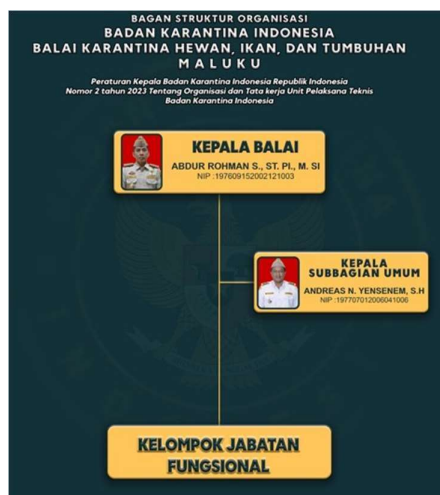 BAGAN STRUKTUR ORGANISASI
BADAN KARANTINA INDONESIA
BALAI KARANTINA HEWAN, IKAN, DAN TUMBUHAN
MALUKU
Peraturan Kepala Badan Karantina Indonesia Republik Indonesia
Nomor 2 tahun 2023 Tentang Organisasi dan Tata kerja Unit Pelaksana Teknis
Badan Karantina Indonesia
KEPALA BALAI
ABDUR ROHMAN S., ST. PI., M. SI
NIP :197609152002121003
KEPALA
SUBBAGIAN UMUM
ANDREAS N. YENSENEM, S.H
NIP :197707012006041006
KELOMPOK JABATAN
FUNGSIONAL